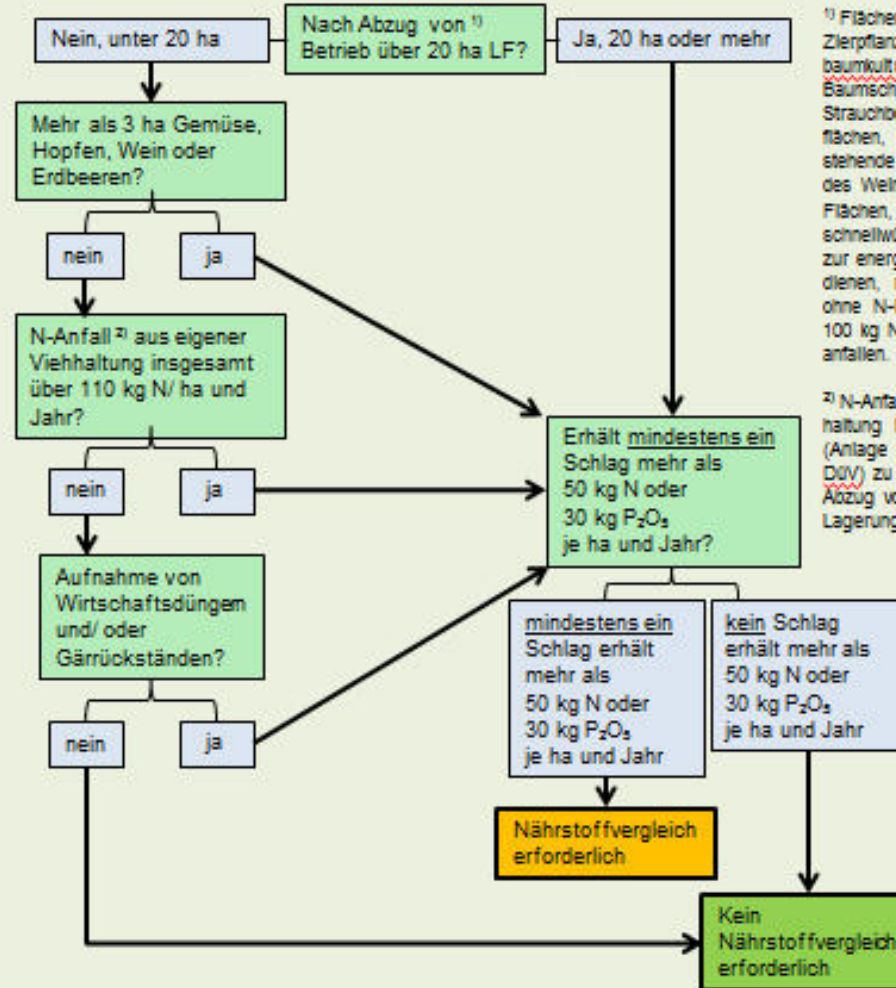 Nein, unter 20 ha
Nach Abzug von ¹⁾
Betrieb über 20 ha LF?
Ja, 20 ha oder mehr
Mehr als 3 ha Gemüse,
Hopfen, Wein oder
Erdbeeren?
nein
ja
N-Anfall ²⁾ aus eigener
Viehhaltung insgesamt
über 110 kg N/ ha und
Jahr?
nein
ja
Aufnahme von
Wirtschaftsdüngern
und/ oder
Gärrückständen?
nein
ja
Erhält mindestens ein
Schlag mehr als
50 kg N oder
30 kg P₂O₅
je ha und Jahr?
mindestens ein
Schlag erhält
mehr als
50 kg N oder
30 kg P₂O₅
je ha und Jahr
kein Schlag
erhält mehr als
50 kg N oder
30 kg P₂O₅
je ha und Jahr
Nährstoffvergleich
erforderlich
Kein
Nährstoffvergleich
erforderlich
¹⁾ Fläche
Zierpflanz
baumkult
Baumsch
Strauchb
flächen,
stehende
des Wein
Flächen,
schnellwü
zur energ
dienen,
ohne N-
100 kg N
anfallen.
²⁾ N-Anfa
haltung
(Anlage
DüV) zu
Abzug vo
Lagerung